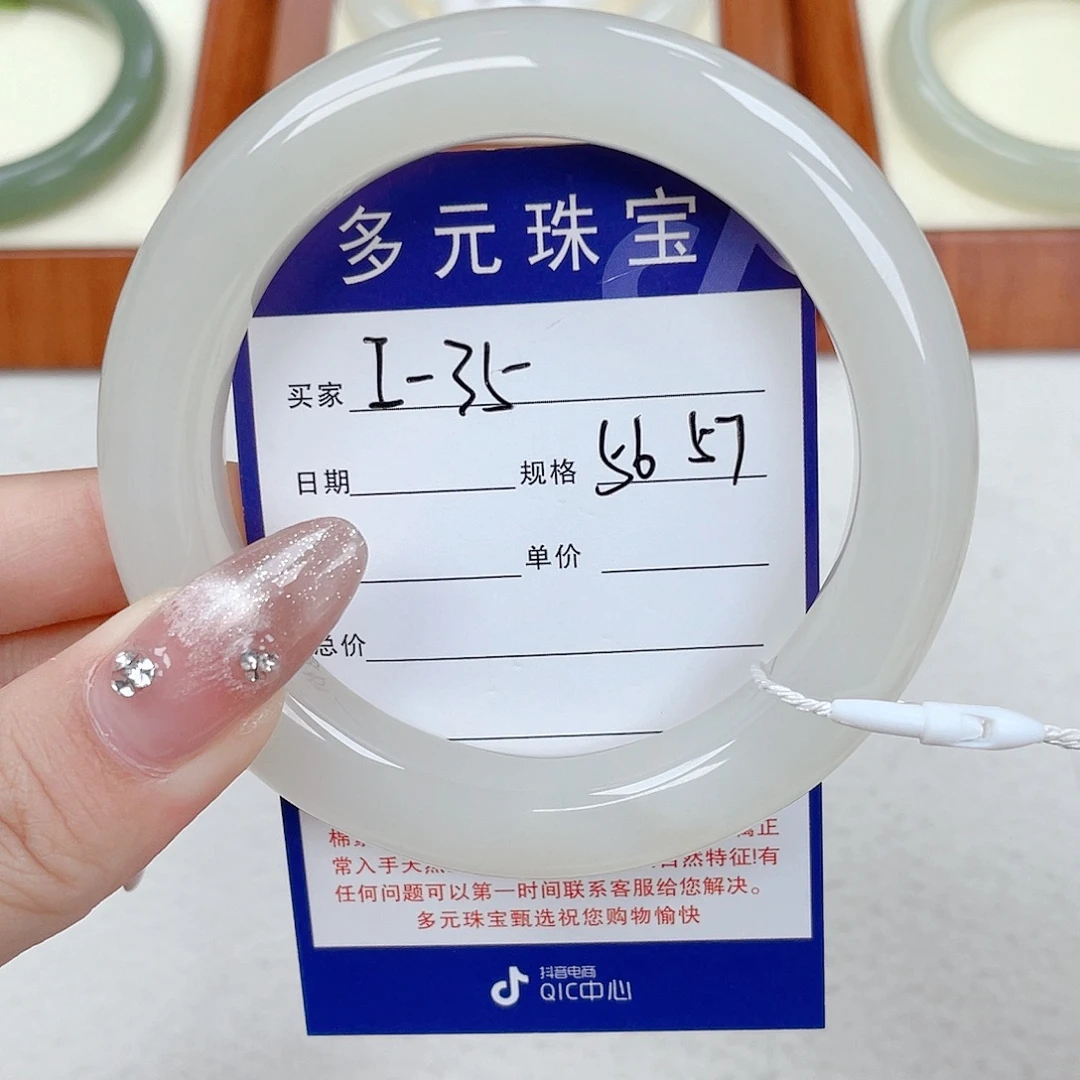 多元珠宝
买家 I-35
日期 规格 56 57
单价
总价
棉
常入手天然 自然特征!有
任何问题可以第一时间联系客服给您解决。
多元珠宝甄选祝您购物愉快
抖音电商
QIC中心